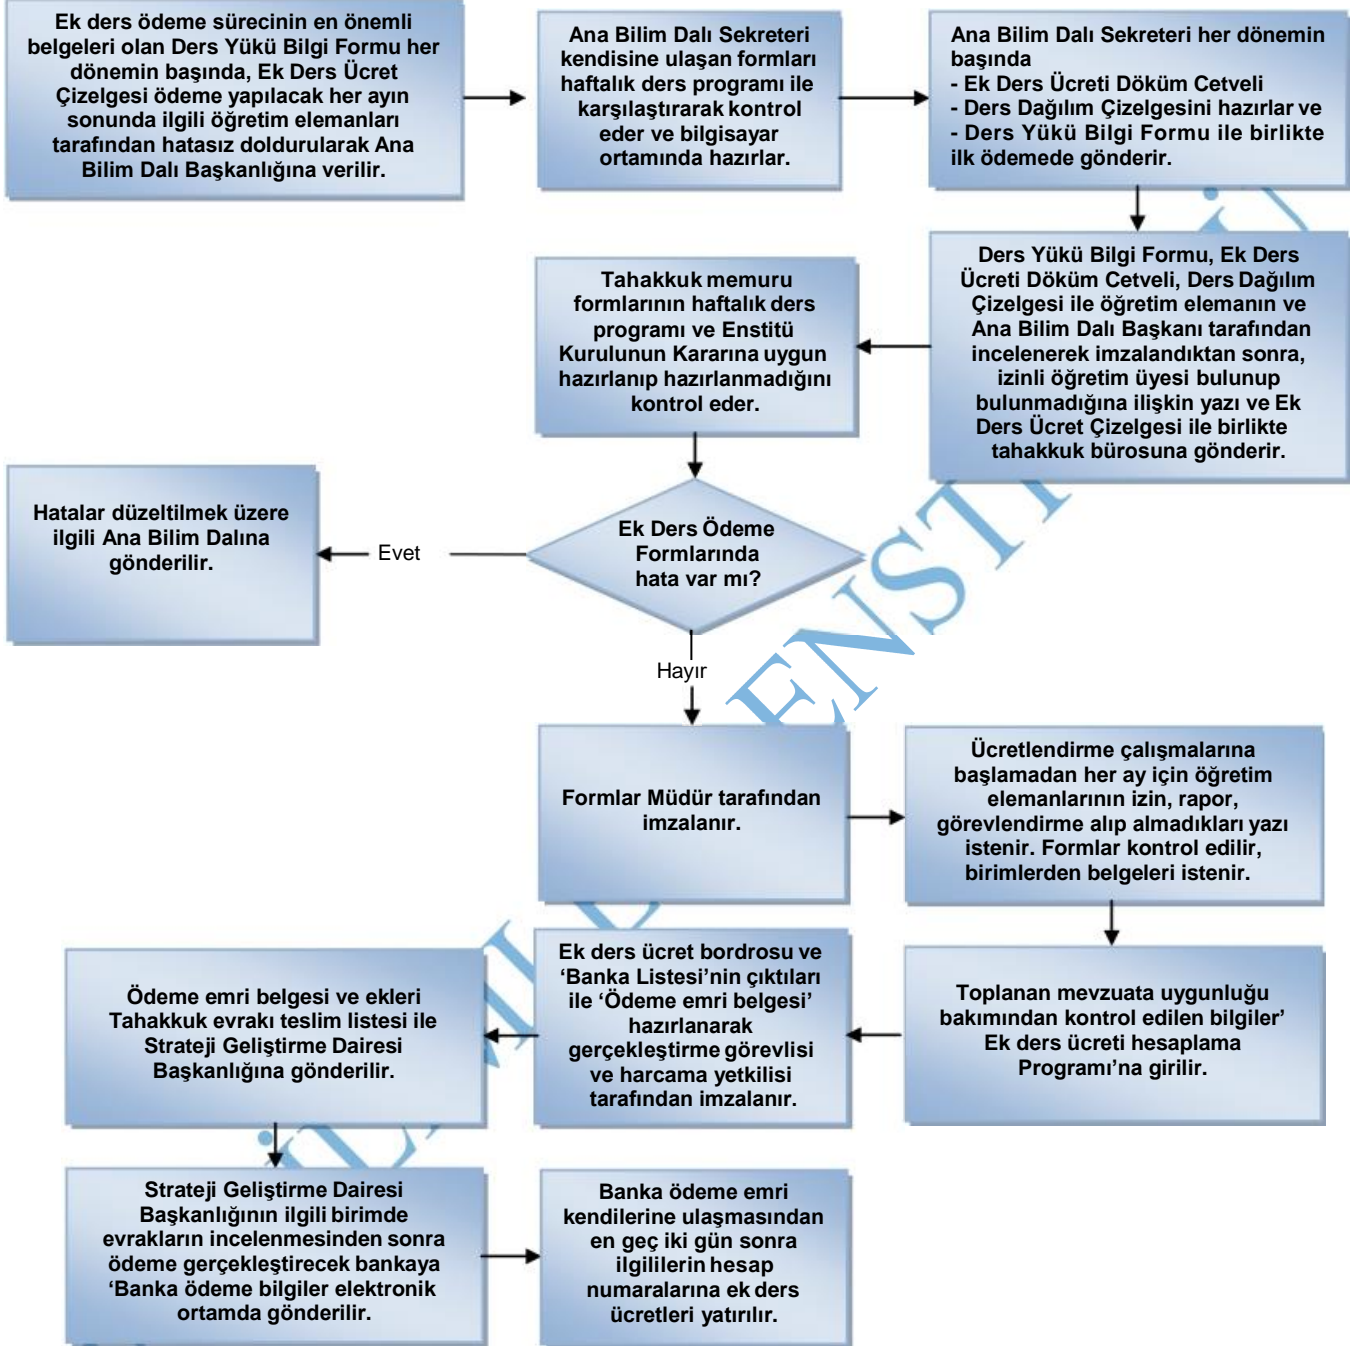 Ek ders ödeme sürecinin en önemli
belgeleri olan Ders Yükü Bilgi Formu her
dönemin başında, Ek Ders Ücret
Çizelgesi ödeme yapılacak her ayın
sonunda ilgili öğretim elemanları
tarafından hatasız doldurularak Ana
Bilim Dalı Başkanlığına verilir.
Ana Bilim Dalı Sekreteri
kendisine ulaşan formları
haftalık ders programı ile
karşılaştırarak kontrol
eder ve bilgisayar
ortamında hazırlar.
Ana Bilim Dalı Sekreteri her dönemin
başında
- Ek Ders Ücreti Döküm Cetveli
- Ders Dağılım Çizelgesini hazırlar ve
- Ders Yükü Bilgi Formu ile birlikte
ilk ödemede gönderir.
Ders Yükü Bilgi Formu, Ek Ders
Ücreti Döküm Cetveli, Ders Dağılım
Çizelgesi ile öğretim elemanın ve
Ana Bilim Dalı Başkanı tarafından
incelenerek imzalandıktan sonra,
izinli öğretim üyesi bulunup
bulunmadığına ilişkin yazı ve Ek
Ders Ücret Çizelgesi ile birlikte
tahakkuk bürosuna gönderir.
Tahakkuk memuru
formlarının haftalık ders
programı ve Enstitü
Kurulunun Kararına uygun
hazırlanıp hazırlanmadığını
kontrol eder.
Ek Ders Ödeme
Formlarında
hata var mı?
Evet
Hatalar düzeltilmek üzere
ilgili Ana Bilim Dalına
gönderilir.
Hayır
Formlar Müdür tarafından
imzalanır.
Ücretlendirme çalışmalarına
başlamadan her ay için öğretim
elemanlarının izin, rapor,
görevlendirme alıp almadıkları yazı
istenir. Formlar kontrol edilir,
birimlerden belgeleri istenir.
Toplanan mevzuata uygunluğu
bakımından kontrol edilen bilgiler’
Ek ders ücreti hesaplama
Programı’na girilir.
Ek ders ücret bordrosu ve
‘Banka Listesi’nin çıktıları
ile ‘Ödeme emri belgesi’
hazırlanarak
gerçekleştirme görevlisi
ve harcama yetkilisi
tarafından imzalanır.
Ödeme emri belgesi ve ekleri
Tahakkuk evrakı teslim listesi ile
Strateji Geliştirme Dairesi
Başkanlığına gönderilir.
Strateji Geliştirme Dairesi
Başkanlığının ilgili birimde
evrakların incelenmesinden sonra
ödeme gerçekleştirecek bankaya
‘Banka ödeme bilgiler elektronik
ortamda gönderilir.
Banka ödeme emri
kendilerine ulaşmasından
en geç iki gün sonra
ilgililerin hesap
numaralarına ek ders
ücretleri yatırılır.